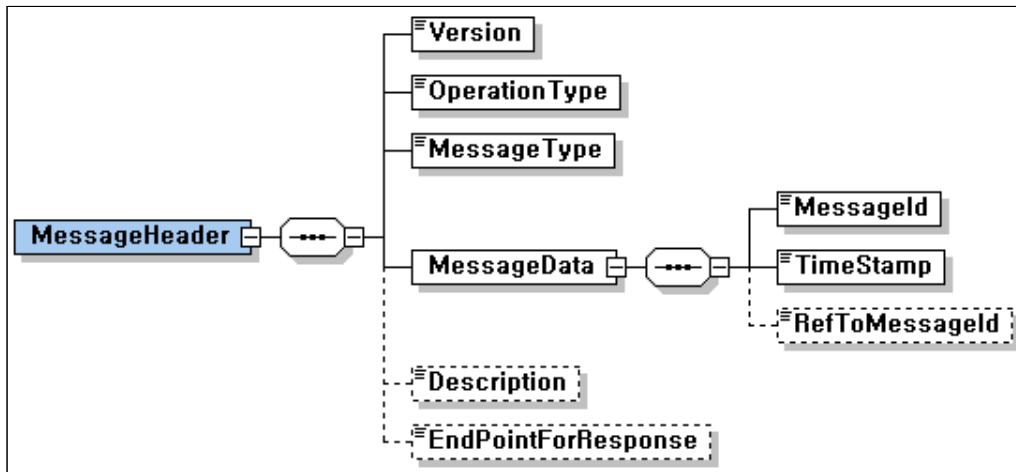 Version
OperationType
MessageType
MessageHeader
MessageData
MessageId
TimeStamp
RefToMessageId
Description
EndPointForResponse